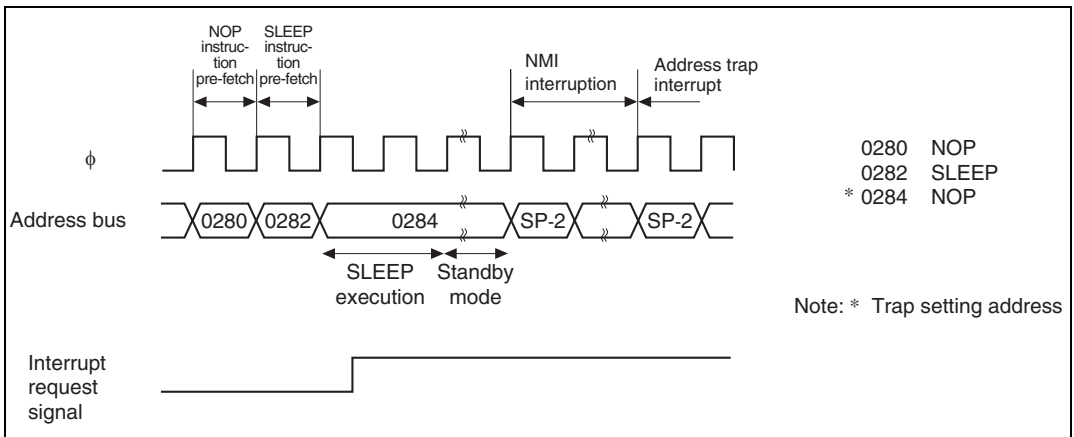 NOP
instruc-
tion
pre-fetch
SLEEP
instruc-
tion
pre-fetch
NMI
interruption
Address trap
interrupt
ϕ
0280 NOP
0282 SLEEP
* 0284 NOP
Address bus
0280
0282
0284
SP-2
SP-2
SLEEP
execution
Standby
mode
Note: * Trap setting address
Interrupt
request
signal